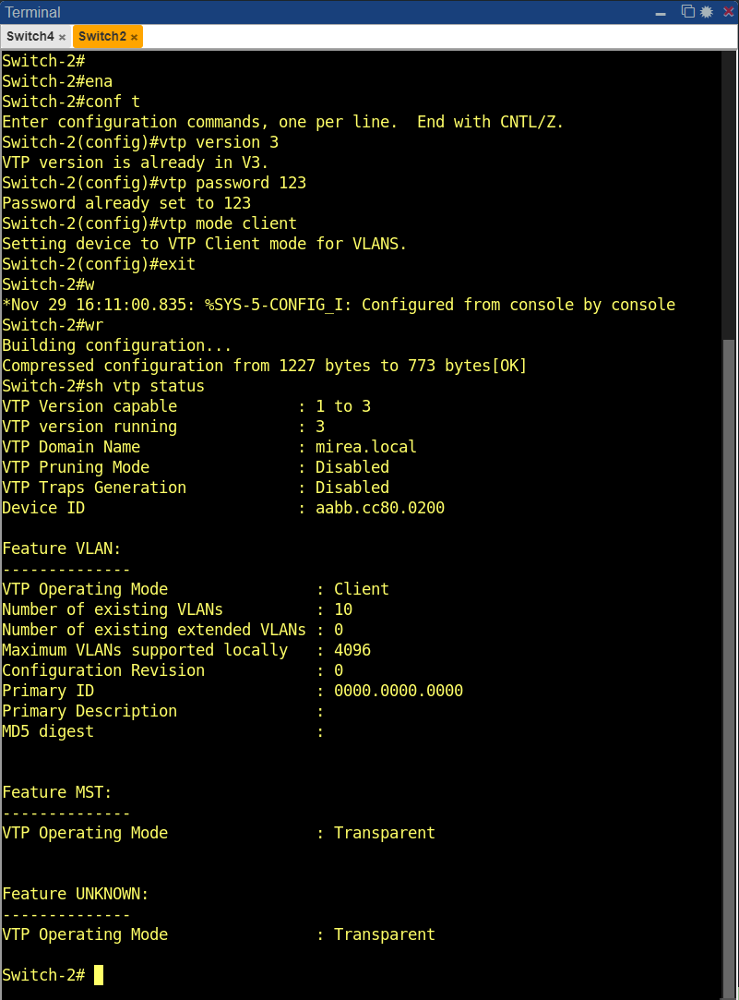 Terminal
Switch4 × Switch2 ×
Switch-2#
Switch-2#ena
Switch-2#conf t
Enter configuration commands, one per line.  End with CNTL/Z.
Switch-2(config)#vtp version 3
VTP version is already in V3.
Switch-2(config)#vtp password 123
Password already set to 123
Switch-2(config)#vtp mode client
Setting device to VTP Client mode for VLANS.
Switch-2(config)#exit
Switch-2#w
*Nov 29 16:11:00.835: %SYS-5-CONFIG_I: Configured from console by console
Switch-2#wr
Building configuration...
Compressed configuration from 1227 bytes to 773 bytes[OK]
Switch-2#sh vtp status
VTP Version capable             : 1 to 3
VTP version running             : 3
VTP Domain Name                 : mirea.local
VTP Pruning Mode                : Disabled
VTP Traps Generation            : Disabled
Device ID                       : aabb.cc80.0200

Feature VLAN:
--------------
VTP Operating Mode                : Client
Number of existing VLANs          : 10
Number of existing extended VLANs : 0
Maximum VLANs supported locally   : 4096
Configuration Revision            : 0
Primary ID                        : 0000.0000.0000
Primary Description               :
MD5 digest                        :

Feature MST:
--------------
VTP Operating Mode                : Transparent

Feature UNKNOWN:
--------------
VTP Operating Mode                : Transparent

Switch-2#